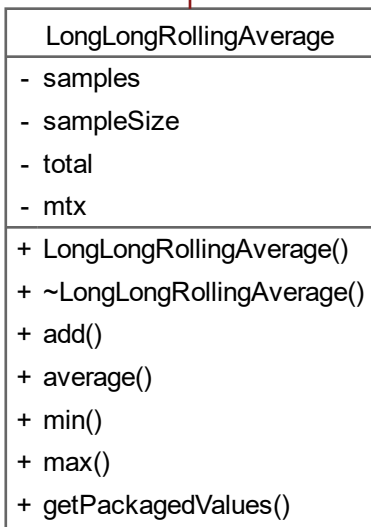 LongLongRollingAverage
- samples
- sampleSize
- total
- mtx
+ LongLongRollingAverage()
+ ~LongLongRollingAverage()
+ add()
+ average()
+ min()
+ max()
+ getPackagedValues()